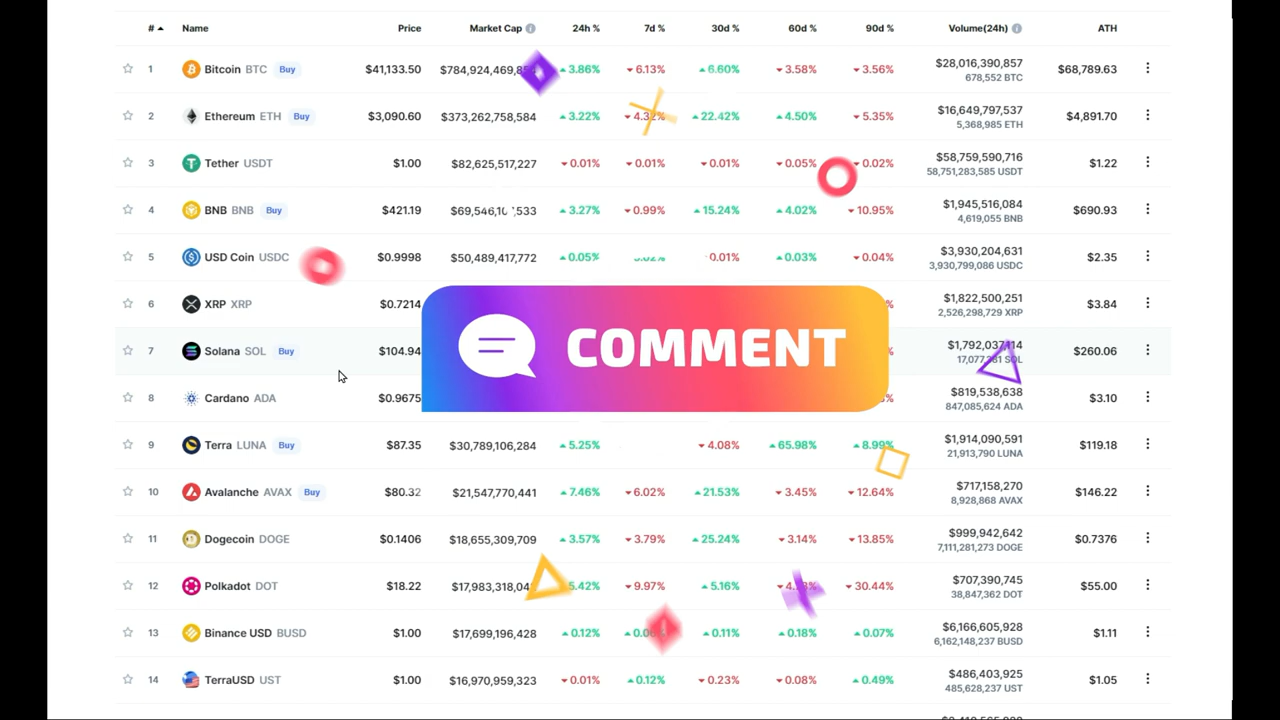 # Name Price Market Cap 24h % 7d % 30d % 60d % 90d % Volume(24h) ATH
1 Bitcoin BTC Buy $41,133.50 3.86% 6.13% 6.60% 3.58% 3.56% $28,016,390,857 $68,789.63
678,552 BTC
2 Ethereum ETH Buy $3,090.60 $373,262,758,584 3.22% 22.42% 4.50% 5.35% $16,649,797,537 $4,891.70
5,368,985 ETH
3 Tether USDT $1.00 $82,625,517,227 0.01% 0.01% 0.01% 0.05% 0.02% $58,759,590,716 $1.22
58,751,283,585 USDT
4 BNB BNB Buy $421.19 3.27% 0.99% 15.24% 4.02% 10.95% $1,945,516,084 $690.93
4,619,055 BNB
5 USD Coin USDC $0.9998 $50,489,417,772 0.05% 0.01% 0.03% 0.04% $3,930,204,631 $2.35
3,930,799,086 USDC
6 XRP XRP $0.7214 $1,822,500,251 $3.84
2,526,298,729 XRP
COMMENT
7 Solana SOL Buy $104.94 $1,792,037,114 $260.06
SOL
8 Cardano ADA $0.9675 $819,538,638 $3.10
847,085,624 ADA
9 Terra LUNA Buy $87.35 $30,789,106,284 5.25% 4.08% 65.98% 8.99% $1,914,090,591 $119.18
21,913,790 LUNA
10 Avalanche AVAX Buy $80.32 $21,547,770,441 7.46% 6.02% 21.53% 3.45% 12.64% $717,158,270 $146.22
8,928,868 AVAX
11 Dogecoin DOGE $0.1406 $18,655,309,709 3.57% 3.79% 25.24% 3.14% 13.85% $999,942,642 $0.7376
7,111,281,273 DOGE
12 Polkadot DOT $18.22 5.42% 9.97% 5.16% 30.44% $707,390,745 $55.00
38,847,362 DOT
13 Binance USD BUSD $1.00 $17,699,196,428 0.12% 0.11% 0.18% 0.07% $6,166,605,928 $1.11
6,162,148,237 BUSD
14 TerraUSD UST $1.00 $16,970,959,323 0.01% 0.12% 0.23% 0.08% 0.49% $486,403,925 $1.05
485,628,237 UST